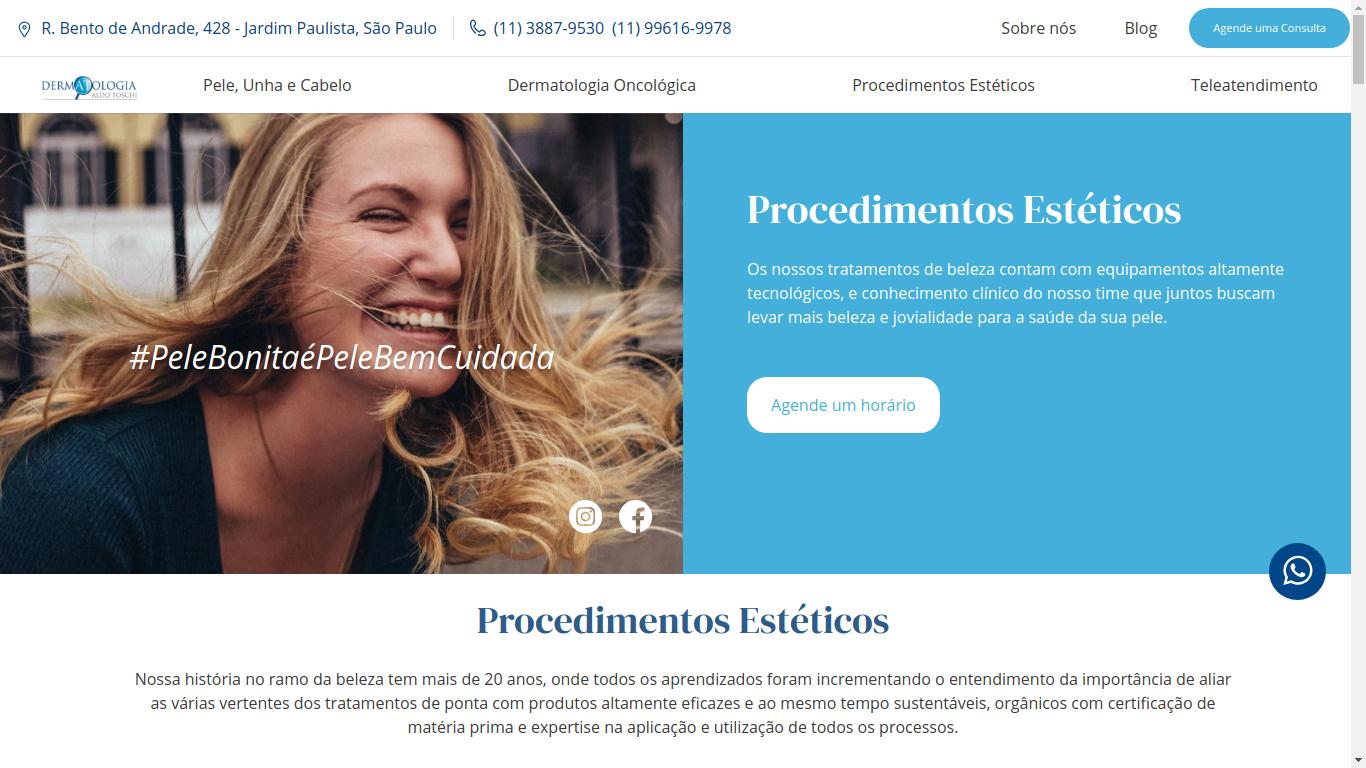 R. Bento de Andrade, 428 - Jardim Paulista, São Paulo
(11) 3887-9530 (11) 99616-9978
Sobre nós
Blog
Agende uma Consulta
DERMATOLOGIA
ALDO TOSCHI
Pele, Unha e Cabelo
Dermatologia Oncológica
Procedimentos Estéticos
Teleatendimento
#PeleBonitaéPeleBemCuidada
Procedimentos Estéticos
Os nossos tratamentos de beleza contam com equipamentos altamente
tecnológicos, e conhecimento clínico do nosso time que juntos buscam
levar mais beleza e jovialidade para a saúde da sua pele.
Agende um horário
Procedimentos Estéticos
Nossa história no ramo da beleza tem mais de 20 anos, onde todos os aprendizados foram incrementando o entendimento da importância de aliar
as várias vertentes dos tratamentos de ponta com produtos altamente eficazes e ao mesmo tempo sustentáveis, orgânicos com certificação de
matéria prima e expertise na aplicação e utilização de todos os processos.